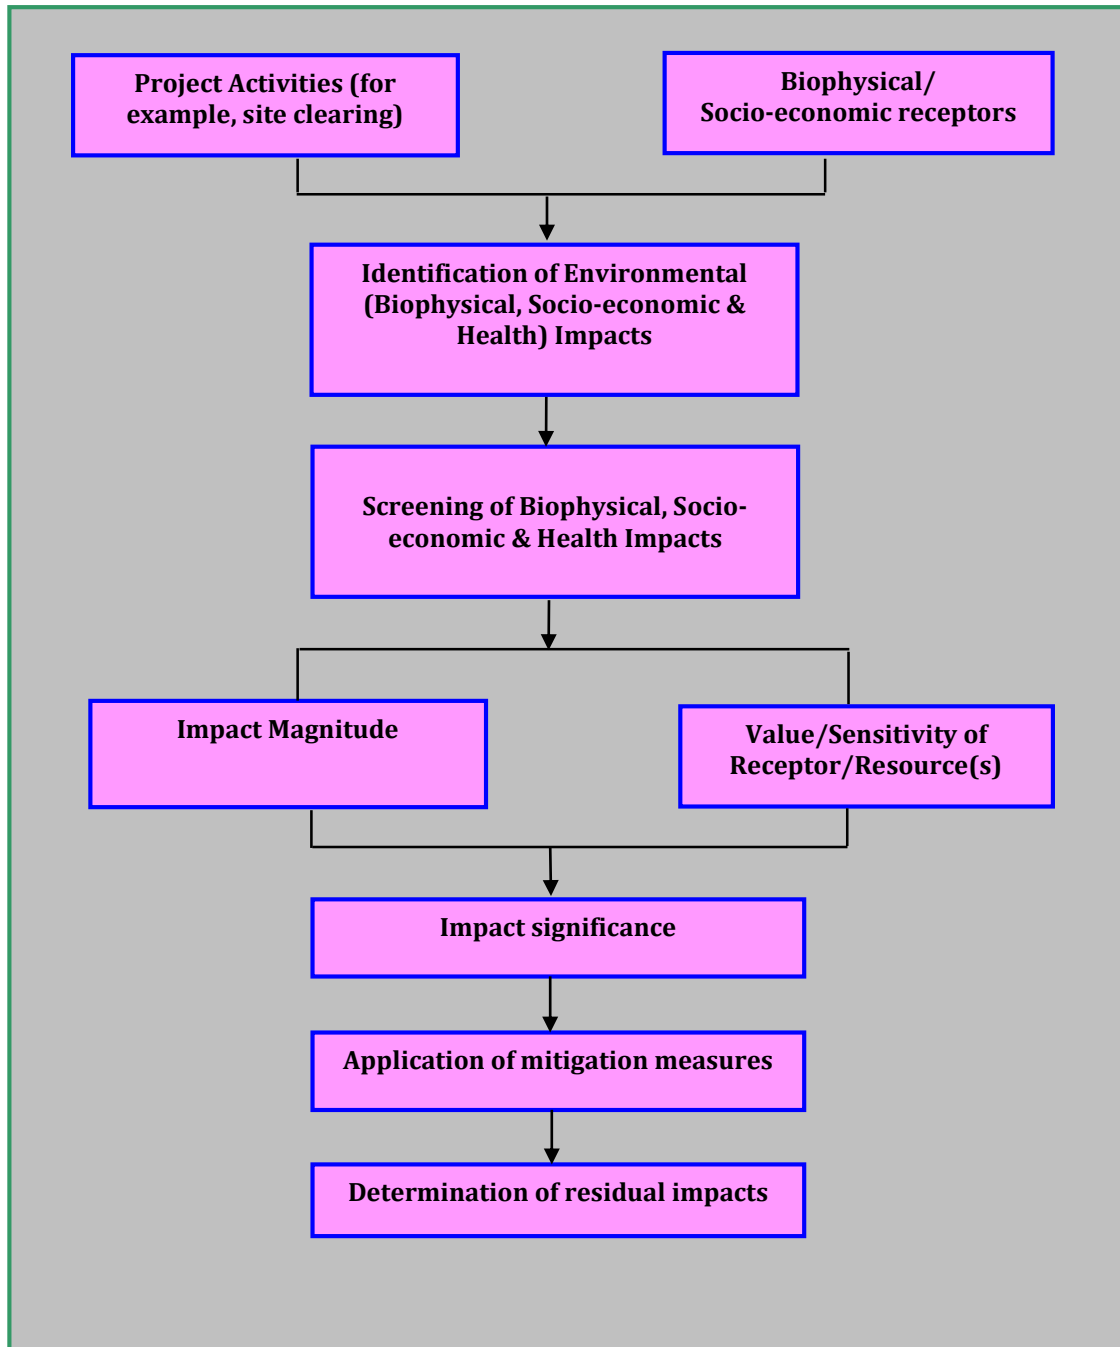 Project Activities (for
example, site clearing)
Biophysical/
Socio-economic receptors
Identification of Environmental
(Biophysical, Socio-economic &
Health) Impacts
Screening of Biophysical, Socio-
economic & Health Impacts
Impact Magnitude
Value/Sensitivity of
Receptor/Resource(s)
Impact significance
Application of mitigation measures
Determination of residual impacts